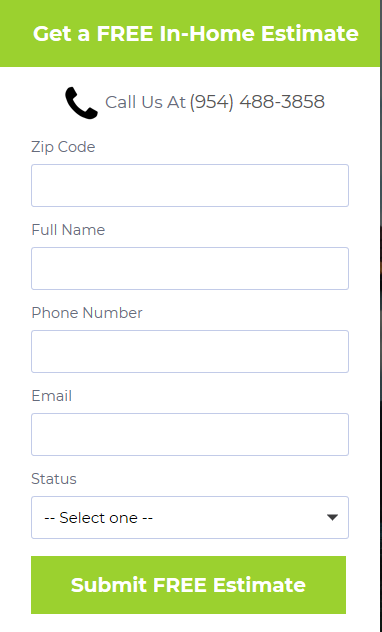 Get a FREE In-Home Estimate
Call Us At (954) 488-3858
Zip Code
Full Name
Phone Number
Email
Status
-- Select one --
Submit FREE Estimate